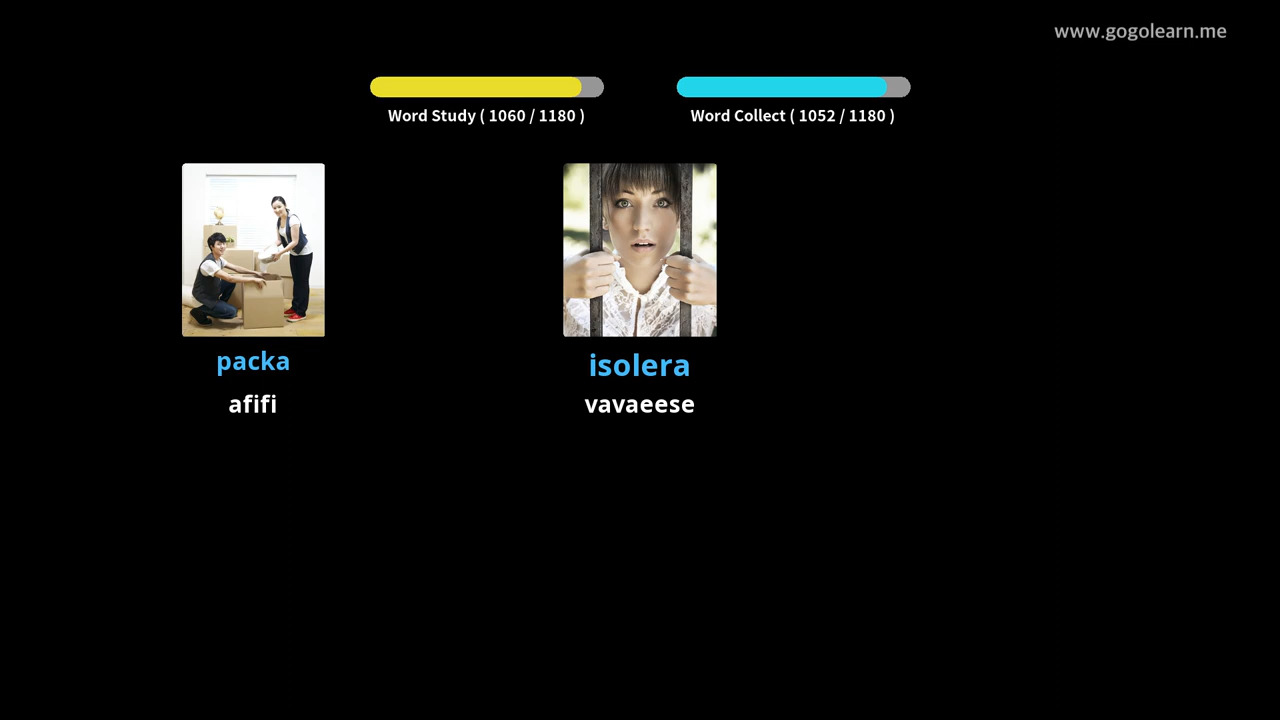 www.gogolearn.me
Word Study ( 1060 / 1180 )
Word Collect ( 1052 / 1180 )
packa
isolera
afifi
vavaeese